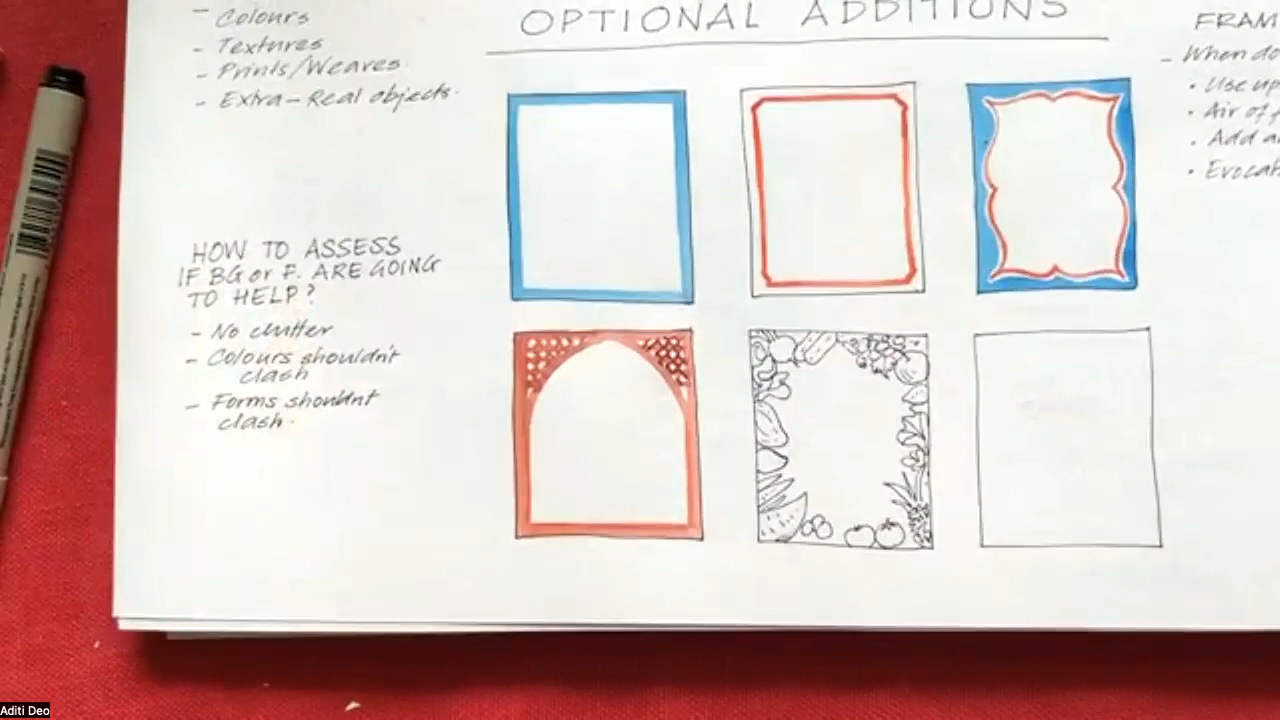 OPTIONAL ADDITIONS
- Colours
- Textures
- Prints/Weaves.
- Extra-Real objects.
HOW TO ASSESS
IF BG or F. ARE GOING
TO HELP?
- No clutter
- Colours shouldn't
clash
- Forms shouldnt
clash.
FRAM
- When do
• Use up
• Air of
• Add a
• Evocat
Aditi Deo